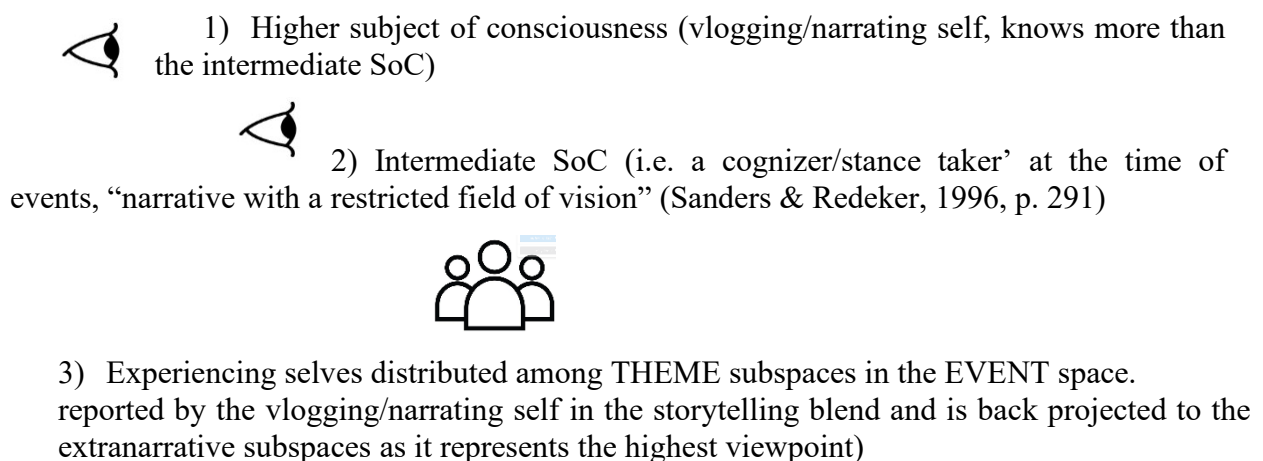 1) Higher subject of consciousness (vlogging/narrating self, knows more than
the intermediate SoC)
2) Intermediate SoC (i.e. a cognizer/stance taker’ at the time of
events, “narrative with a restricted field of vision” (Sanders & Redeker, 1996, p. 291)
3) Experiencing selves distributed among THEME subspaces in the EVENT space.
reported by the vlogging/narrating self in the storytelling blend and is back projected to the
extranarrative subspaces as it represents the highest viewpoint)